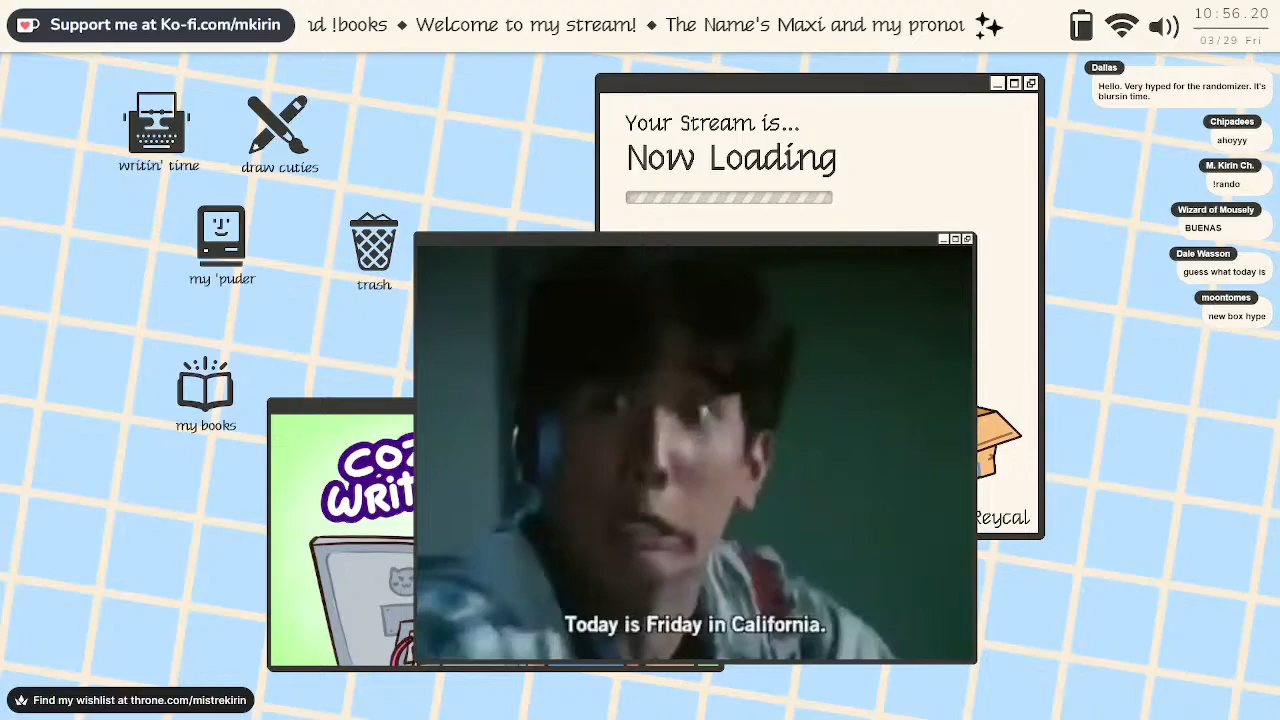 Support me at Ko-fi.com/mkirin
!books ◆ Welcome to my stream! ◆ The Name's Maxi and my
10:56.20
03/29 Fri
writin' time
draw cuties
my 'puder
trash
my books
Your Stream is...
Now Loading
Reycal
Today is Friday in California.
Dallas
Hello. Very hyped for the randomizer. It's
blursin time.
Chipadees
ahoyyy
M. Kirin Ch.
!rando
Wizard of Mousely
BUENAS
Dale Wasson
guess what today is
moontomes
new box hype
Find my wishlist at throne.com/mistrekirin